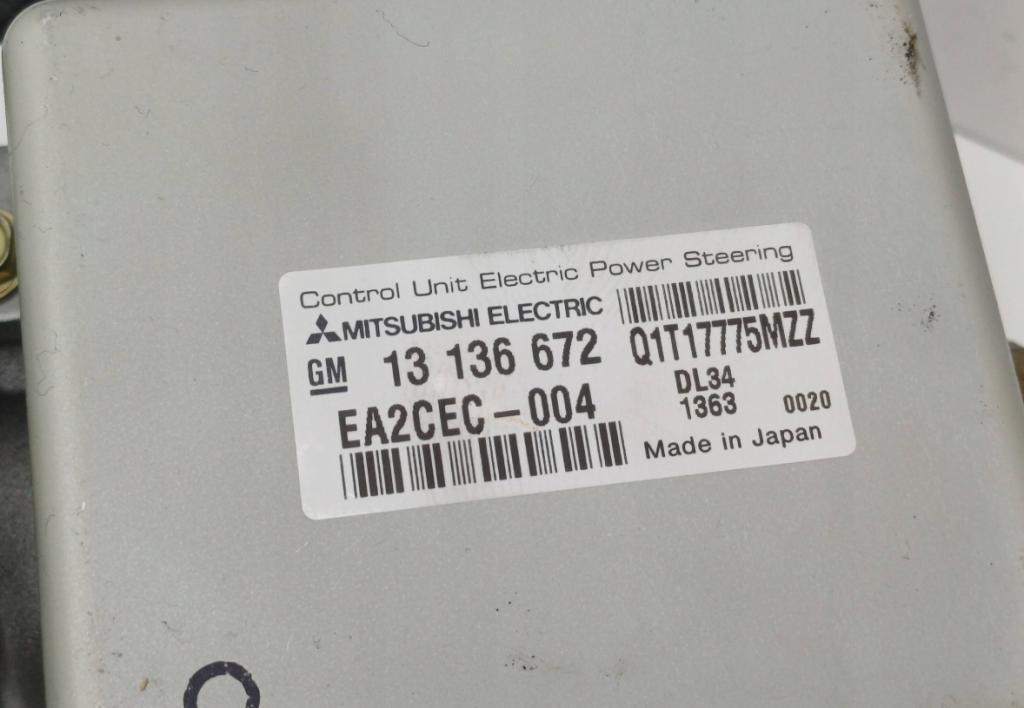 Control Unit Electric Power Steering
MITSUBISHI ELECTRIC
GM 13 136 672 Q1T17775MZZ
EA2CEC-004 DL34
1363 0020
Made in Japan